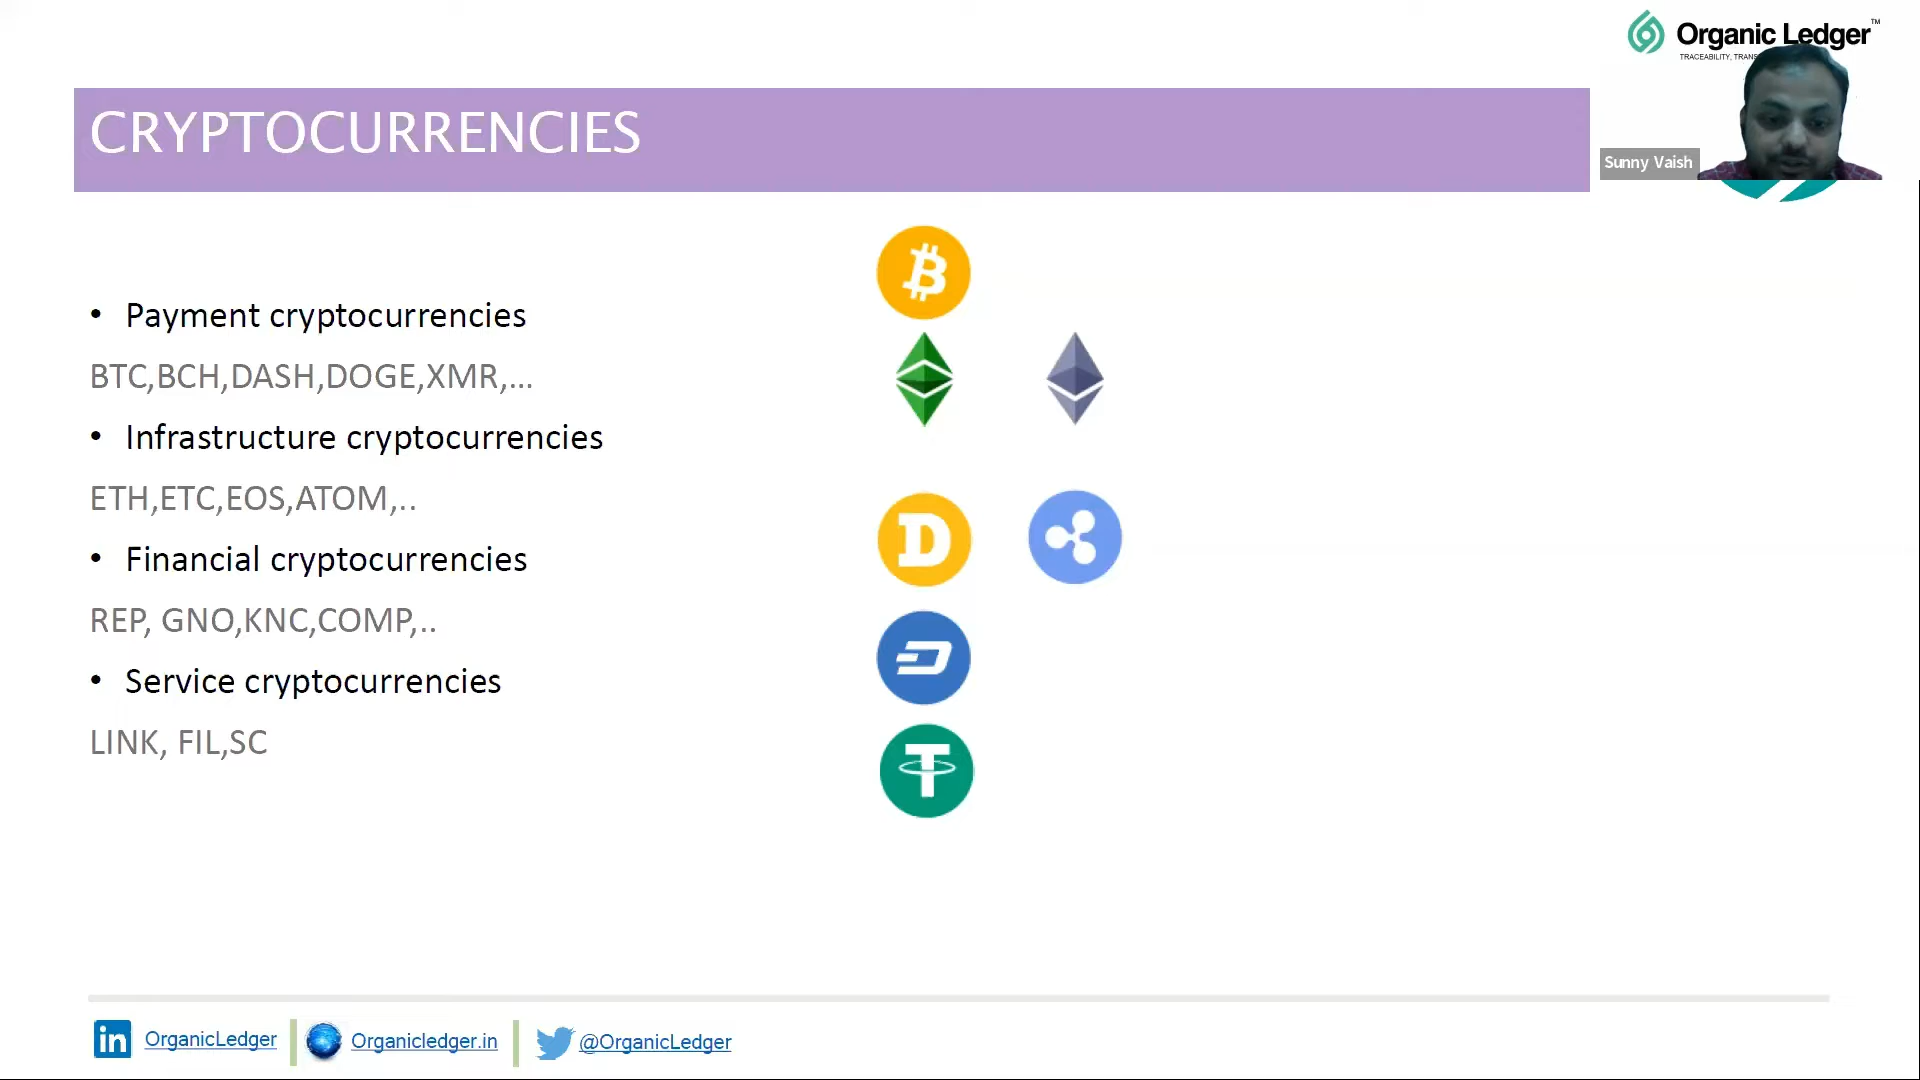 Organic Ledger™
TRACEABILITY,
CRYPTOCURRENCIES
Sunny Vaish
• Payment cryptocurrencies
BTC,BCH,DASH,DOGE,XMR,...
• Infrastructure cryptocurrencies
ETH,ETC,EOS,ATOM,..
• Financial cryptocurrencies
REP, GNO,KNC,COMP,..
• Service cryptocurrencies
LINK, FIL,SC
OrganicLedger
Organicledger.in
@OrganicLedger